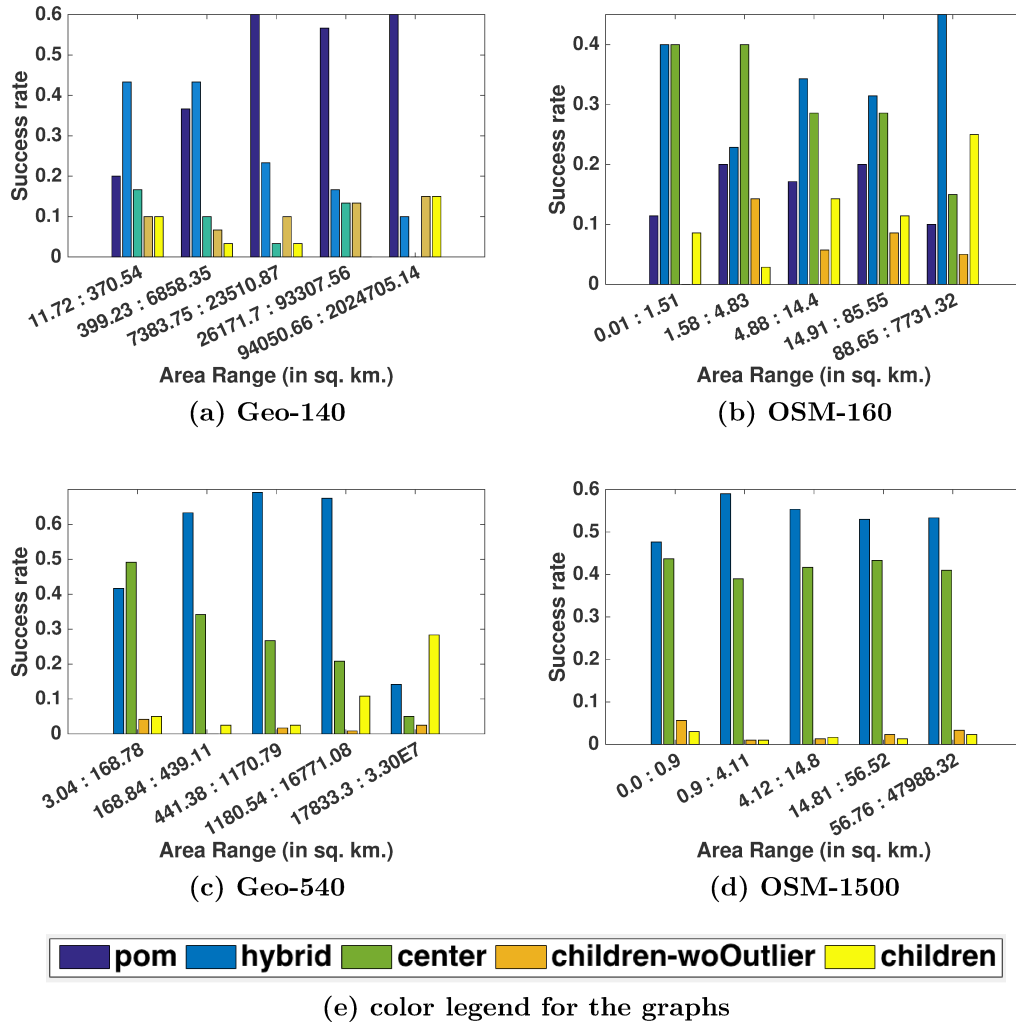 Success rate
0.6
0.5
0.4
0.3
0.2
0.1
0
11.72 : 370.54
399.23 : 6858.35
7383.75 : 23510.87
26171.7 : 93307.56
94050.66 : 2024705.14
Area Range (in sq. km.)
(a) Geo-140
Success rate
0.4
0.3
0.2
0.1
0
0.01 : 1.51
1.58 : 4.83
4.88 : 14.4
14.91 : 85.55
88.65 : 7731.32
Area Range (in sq. km.)
(b) OSM-160
Success rate
0.6
0.5
0.4
0.3
0.2
0.1
0
3.04 : 168.78
168.84 : 439.11
441.38 : 1170.79
1180.54 : 16771.08
17833.3 : 3.30E7
Area Range (in sq. km.)
(c) Geo-540
Success rate
0.6
0.5
0.4
0.3
0.2
0.1
0
0.0 : 0.9
0.9 : 4.11
4.12 : 14.8
14.81 : 56.52
56.76 : 47988.32
Area Range (in sq. km.)
(d) OSM-1500
pom hybrid center children-woOutlier children
(e) color legend for the graphs